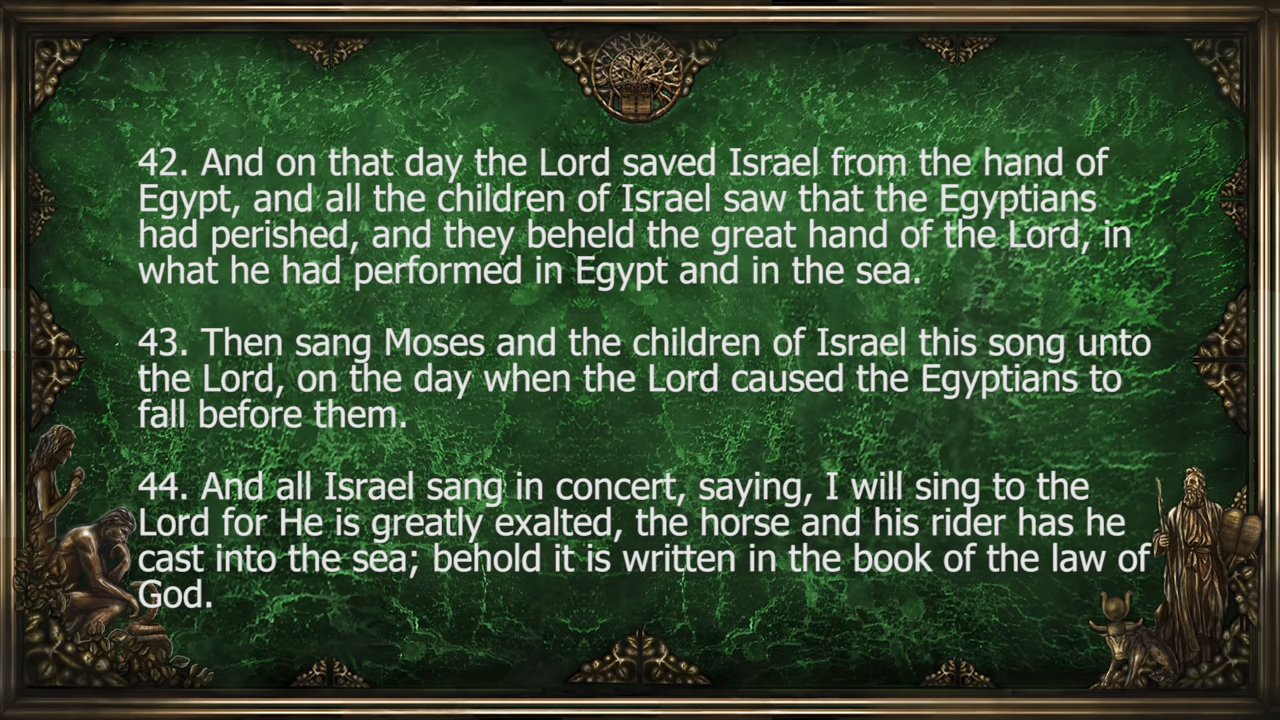 42. And on that day the Lord saved Israel from the hand of
Egypt, and all the children of Israel saw that the Egyptians
had perished, and they beheld the great hand of the Lord, in
what he had performed in Egypt and in the sea.
43. Then sang Moses and the children of Israel this song unto
the Lord, on the day when the Lord caused the Egyptians to
fall before them.
44. And all Israel sang in concert, saying, I will sing to the
Lord for He is greatly exalted, the horse and his rider has he
cast into the sea; behold it is written in the book of the law of
God.